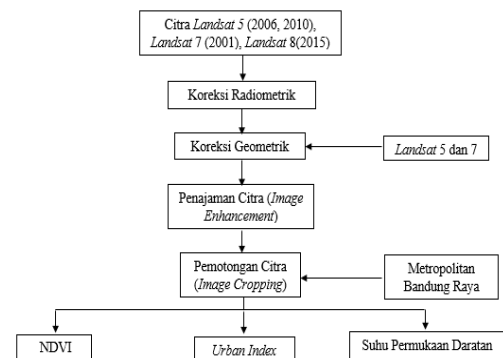 Citra Landsat 5 (2006, 2010),
Landsat 7 (2001), Landsat 8(2015)
Koreksi Radiometrik
Koreksi Geometrik
Landsat 5 dan 7
Penajaman Citra (Image
Enhancement)
Pemotongan Citra
(Image Cropping)
Metropolitan
Bandung Raya
NDVI
Urban Index
Suhu Permukaan Daratan